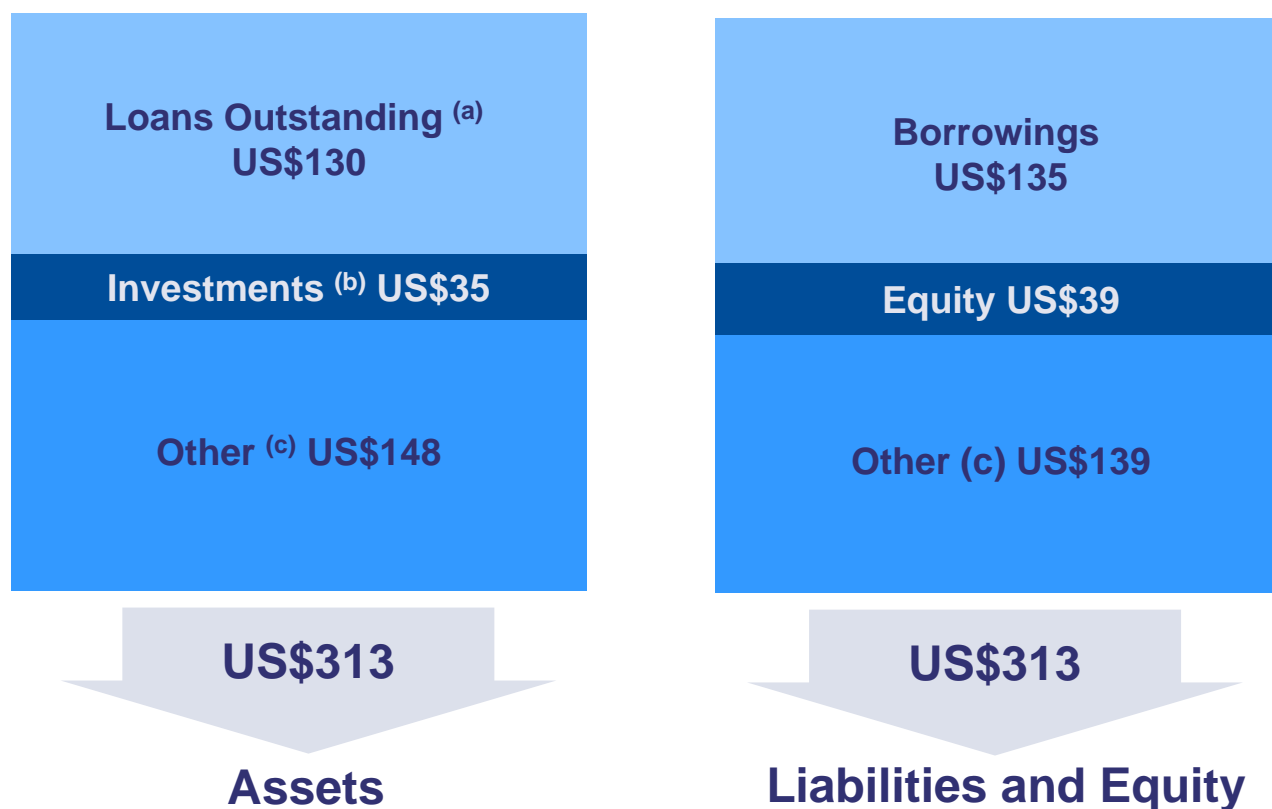 Loans Outstanding (a)
US$130
Investments (b) US$35
Other (c) US$148
US$313
Assets
Borrowings
US$135
Equity US$39
Other (c) US$139
US$313
Liabilities and Equity